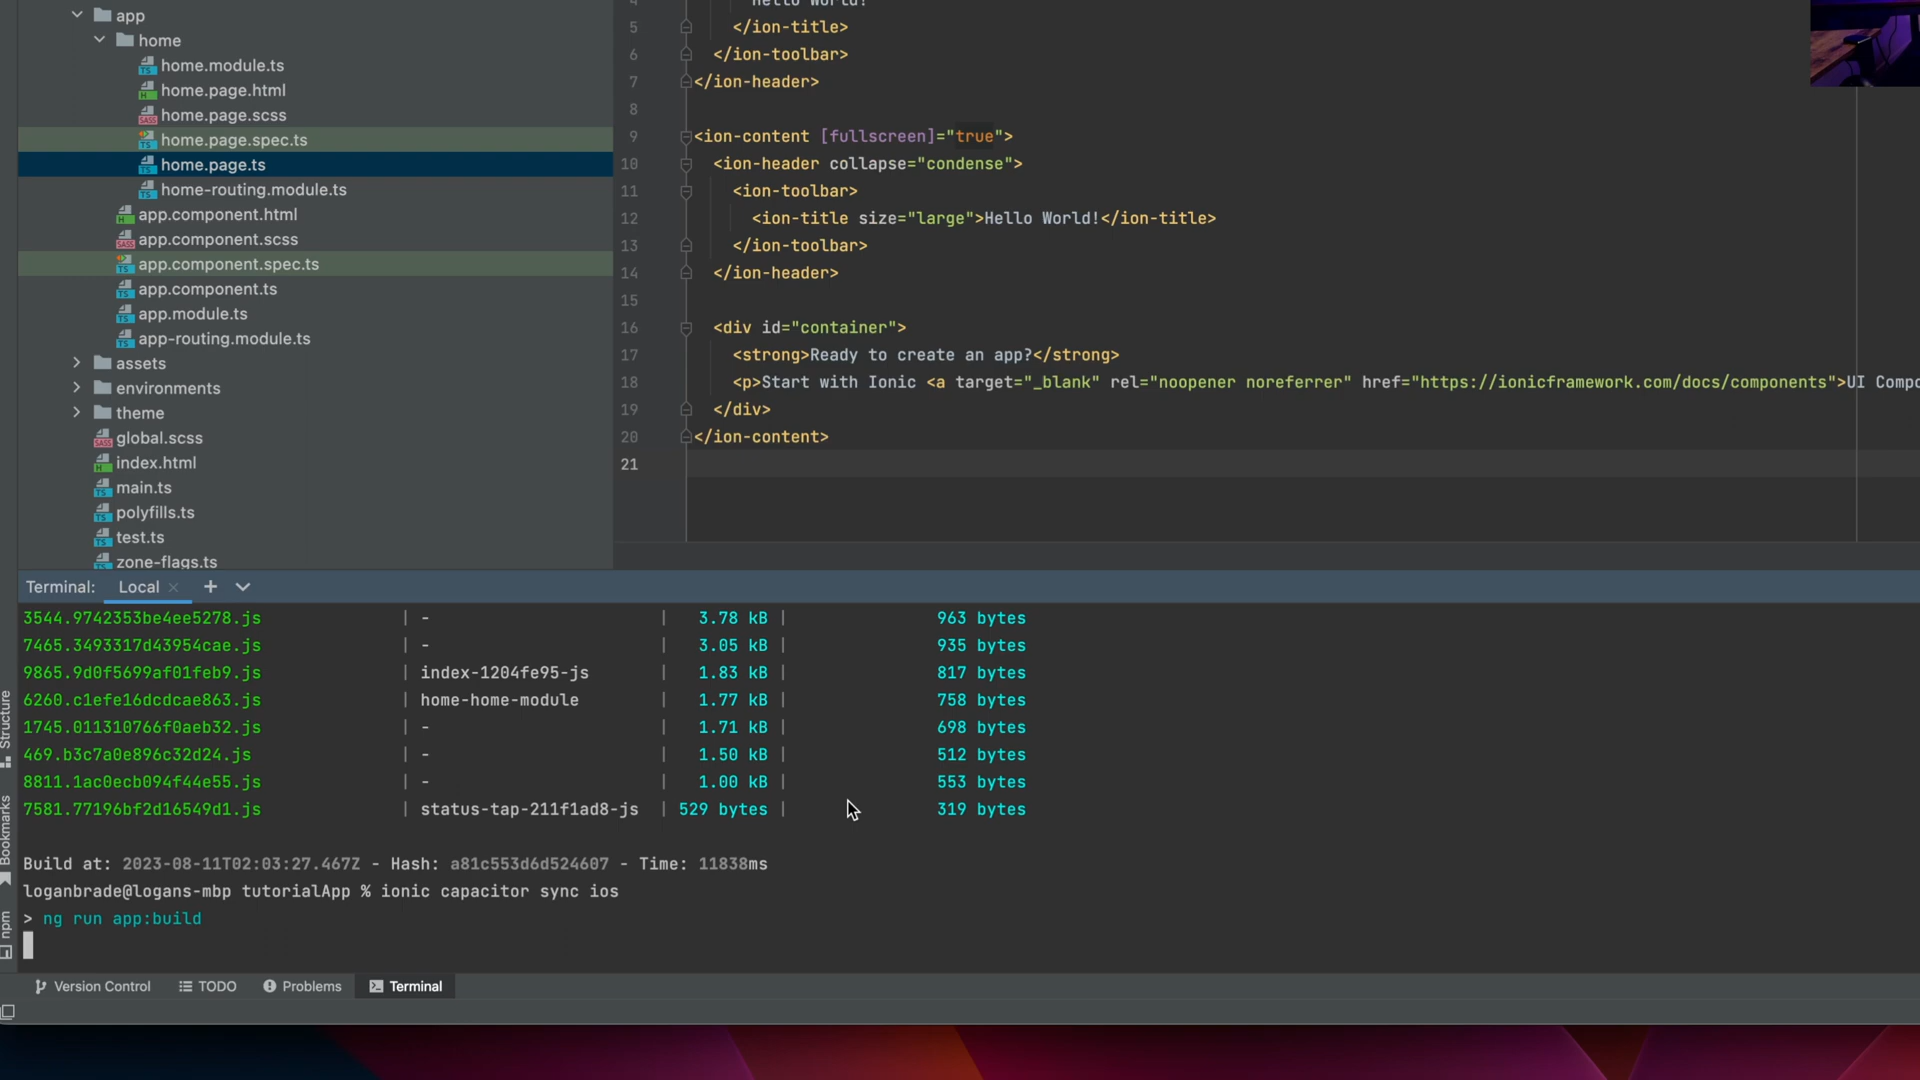 app
home
home.module.ts
home.page.html
home.page.scss
home.page.spec.ts
home.page.ts
home-routing.module.ts
app.component.html
app.component.scss
app.component.spec.ts
app.component.ts
app.module.ts
app-routing.module.ts
assets
environments
theme
global.scss
index.html
main.ts
polyfills.ts
test.ts
zone-flags.ts
4 Hello World!
5 </ion-title>
6 </ion-toolbar>
7 </ion-header>
8
9 <ion-content [fullscreen]="true">
10 <ion-header collapse="condense">
11 <ion-toolbar>
12 <ion-title size="large">Hello World!</ion-title>
13 </ion-toolbar>
14 </ion-header>
15
16 <div id="container">
17 <strong>Ready to create an app?</strong>
18 <p>Start with Ionic <a target="_blank" rel="noopener noreferrer" href="https://ionicframework.com/docs/components">UI Compo
19 </div>
20 </ion-content>
21
Terminal: Local × +
3544.9742353be4ee5278.js | - | 3.78 kB | 963 bytes
7465.3493317d43954cae.js | - | 3.05 kB | 935 bytes
9865.9d0f5699af01feb9.js | index-1204fe95-js | 1.83 kB | 817 bytes
6260.c1efe16dcdcae863.js | home-home-module | 1.77 kB | 758 bytes
1745.011310766f0aeb32.js | - | 1.71 kB | 698 bytes
469.b3c7a0e896c32d24.js | - | 1.50 kB | 512 bytes
8811.1ac0ecb094f44e55.js | - | 1.00 kB | 553 bytes
7581.77196bf2d16549d1.js | status-tap-211f1ad8-js | 529 bytes | 319 bytes
Build at: 2023-08-11T02:03:27.467Z - Hash: a81c553d6d524607 - Time: 11838ms
loganbrade@logans-mbp tutorialApp % ionic capacitor sync ios
> ng run app:build
Structure
Bookmarks
npm
Version Control TODO Problems Terminal